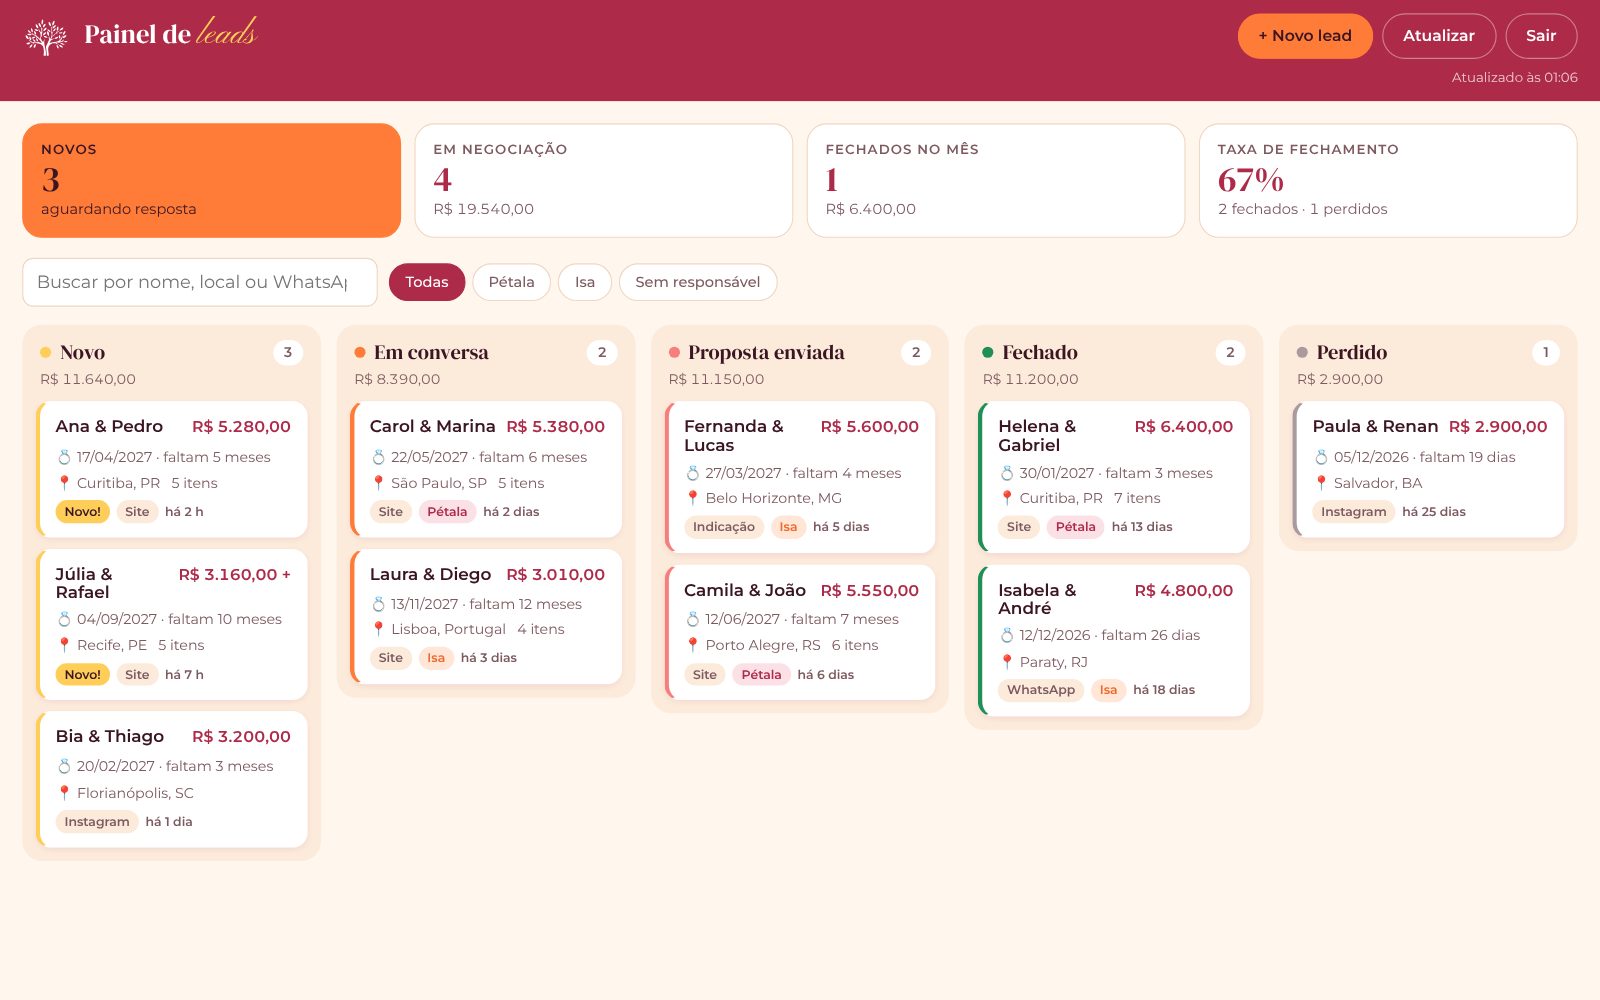 Painel de leads
+ Novo lead
Atualizar
Sair
Atualizado às 01:06
NOVOS
3
aguardando resposta
EM NEGOCIAÇÃO
4
R$ 19.540,00
FECHADOS NO MÊS
1
R$ 6.400,00
TAXA DE FECHAMENTO
67%
2 fechados · 1 perdidos
Buscar por nome, local ou WhatsA
Todas
Pétala
Isa
Sem responsável
Novo
3
R$ 11.640,00
Ana & Pedro
R$ 5.280,00
17/04/2027 · faltam 5 meses
Curitiba, PR 5 itens
Novo! Site há 2 h
Júlia &
Rafael
R$ 3.160,00 +
04/09/2027 · faltam 10 meses
Recife, PE 5 itens
Novo! Site há 7 h
Bia & Thiago
R$ 3.200,00
20/02/2027 · faltam 3 meses
Florianópolis, SC
Instagram há 1 dia
Em conversa
2
R$ 8.390,00
Carol & Marina
R$ 5.380,00
22/05/2027 · faltam 6 meses
São Paulo, SP 5 itens
Site Pétala há 2 dias
Laura & Diego
R$ 3.010,00
13/11/2027 · faltam 12 meses
Lisboa, Portugal 4 itens
Site Isa há 3 dias
Proposta enviada
2
R$ 11.150,00
Fernanda &
Lucas
R$ 5.600,00
27/03/2027 · faltam 4 meses
Belo Horizonte, MG
Indicação Isa há 5 dias
Camila & João
R$ 5.550,00
12/06/2027 · faltam 7 meses
Porto Alegre, RS 6 itens
Site Pétala há 6 dias
Fechado
2
R$ 11.200,00
Helena &
Gabriel
R$ 6.400,00
30/01/2027 · faltam 3 meses
Curitiba, PR 7 itens
Site Pétala há 13 dias
Isabela &
André
R$ 4.800,00
12/12/2026 · faltam 26 dias
Paraty, RJ
WhatsApp Isa há 18 dias
Perdido
1
R$ 2.900,00
Paula & Renan
R$ 2.900,00
05/12/2026 · faltam 19 dias
Salvador, BA
Instagram há 25 dias